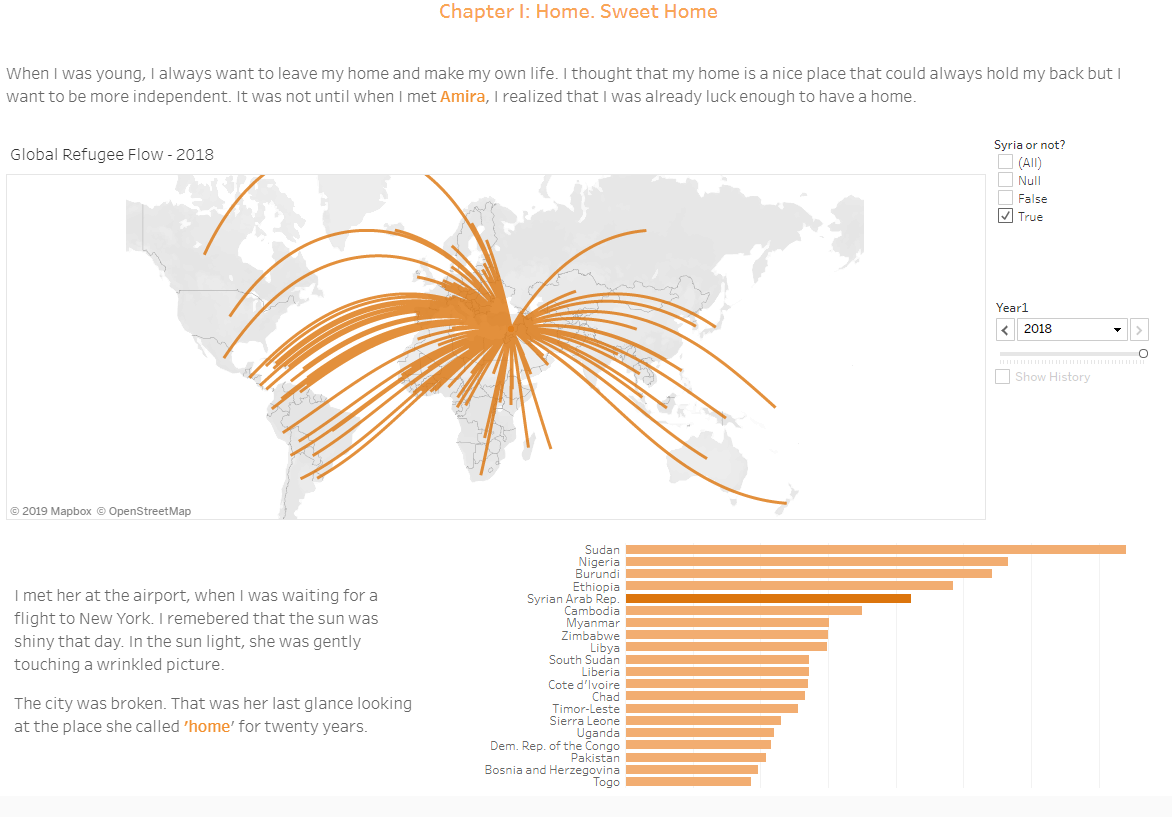 Chapter I: Home. Sweet Home
When I was young, I always want to leave my home and make my own life. I thought that my home is a nice place that could always hold my back but I
want to be more independent. It was not until when I met Amira, I realized that I was already luck enough to have a home.
Global Refugee Flow - 2018
Syria or not?
(All)
Null
False
True
Year1
2018
Show History
© 2019 Mapbox © OpenStreetMap
I met her at the airport, when I was waiting for a
flight to New York. I remebered that the sun was
shiny that day. In the sun light, she was gently
touching a wrinkled picture.
The city was broken. That was her last glance looking
at the place she called 'home' for twenty years.
Sudan
Nigeria
Burundi
Ethiopia
Syrian Arab Rep.
Cambodia
Myanmar
Zimbabwe
Libya
South Sudan
Liberia
Cote d'Ivoire
Chad
Timor-Leste
Sierra Leone
Uganda
Dem. Rep. of the Congo
Pakistan
Bosnia and Herzegovina
Togo